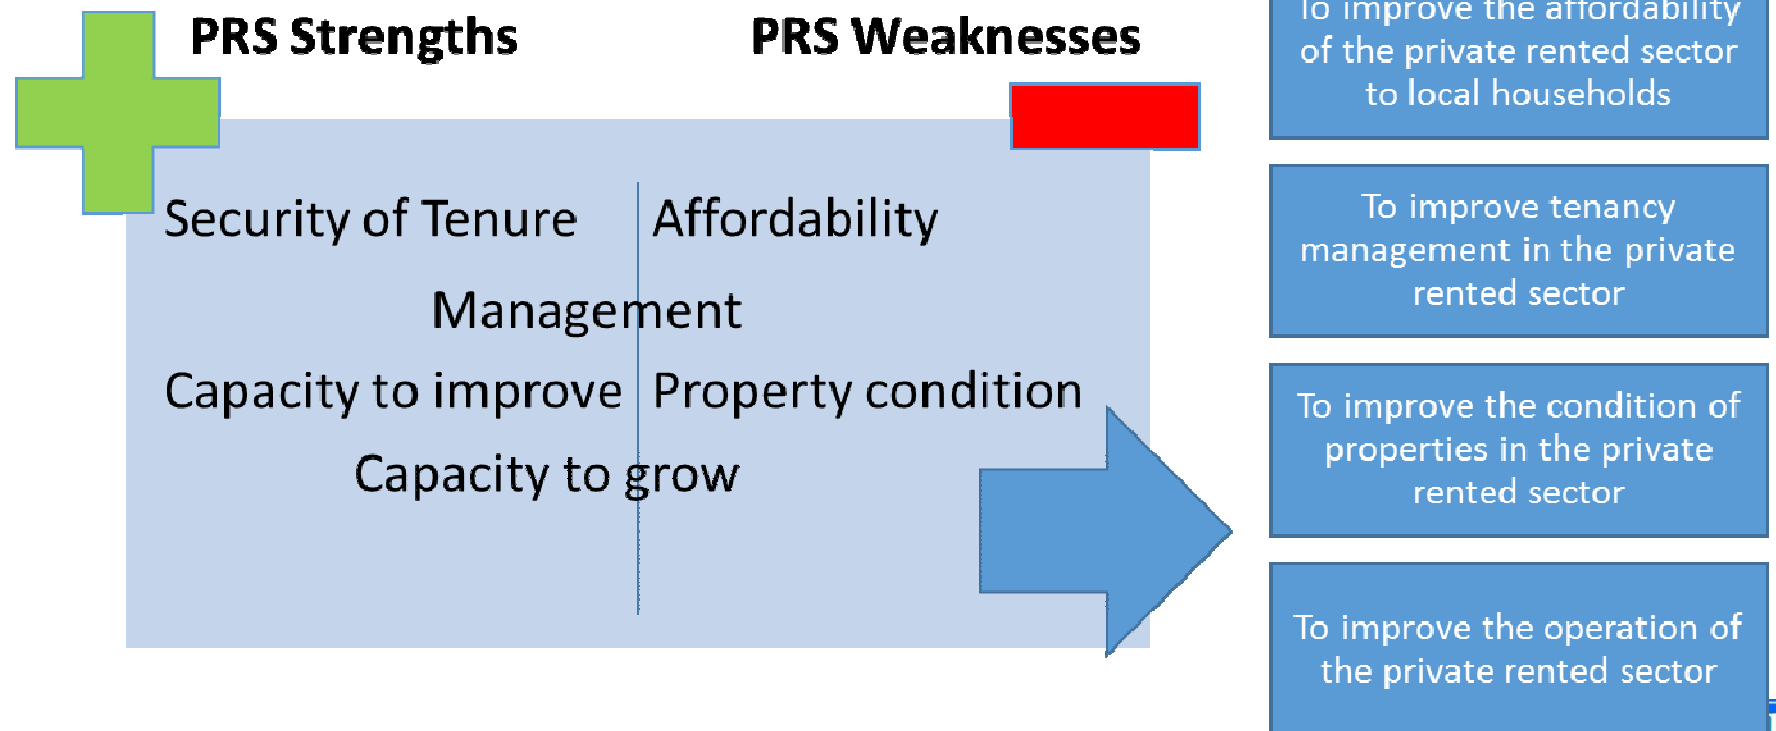 PRS Strengths
PRS Weaknesses
Security of Tenure
Affordability
Management
Capacity to improve
Property condition
Capacity to grow
To improve the affordability
of the private rented sector
to local households
To improve tenancy
management in the private
rented sector
To improve the condition of
properties in the private
rented sector
To improve the operation of
the private rented sector